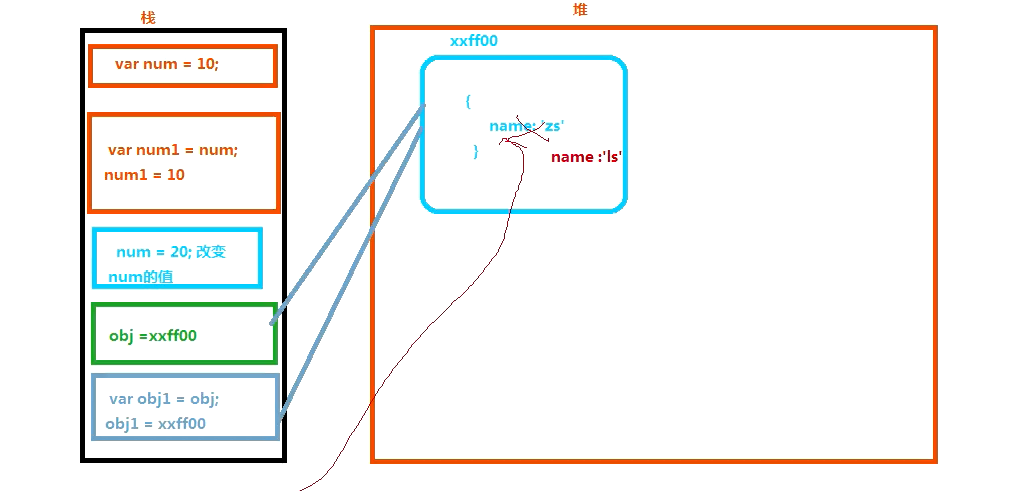 栈
var num = 10;
var num1 = num;
num1 = 10
num = 20; 改变
num的值
obj =xxff00
var obj1 = obj;
obj1 = xxff00
堆
xxff00
{
name: 'zs'
}
name :'ls'